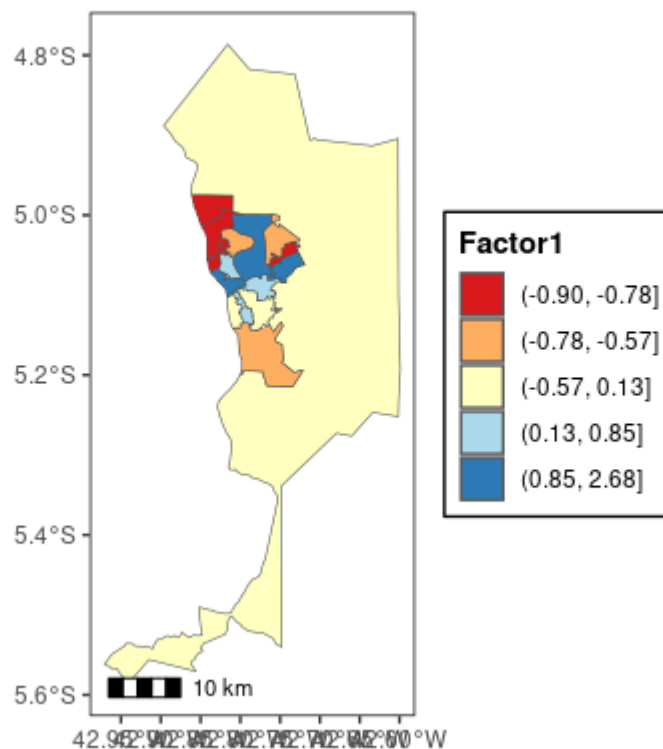 4.8°S
5.0°S
5.2°S
5.4°S
5.6°S
10 km
Factor1
(-0.90, -0.78]
(-0.78, -0.57]
(-0.57, 0.13]
(0.13, 0.85]
(0.85, 2.68]